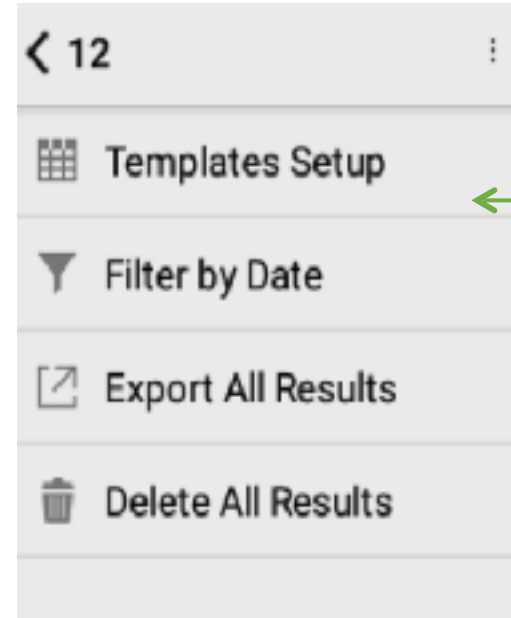 12
Templates Setup
Filter by Date
Export All Results
Delete All Results